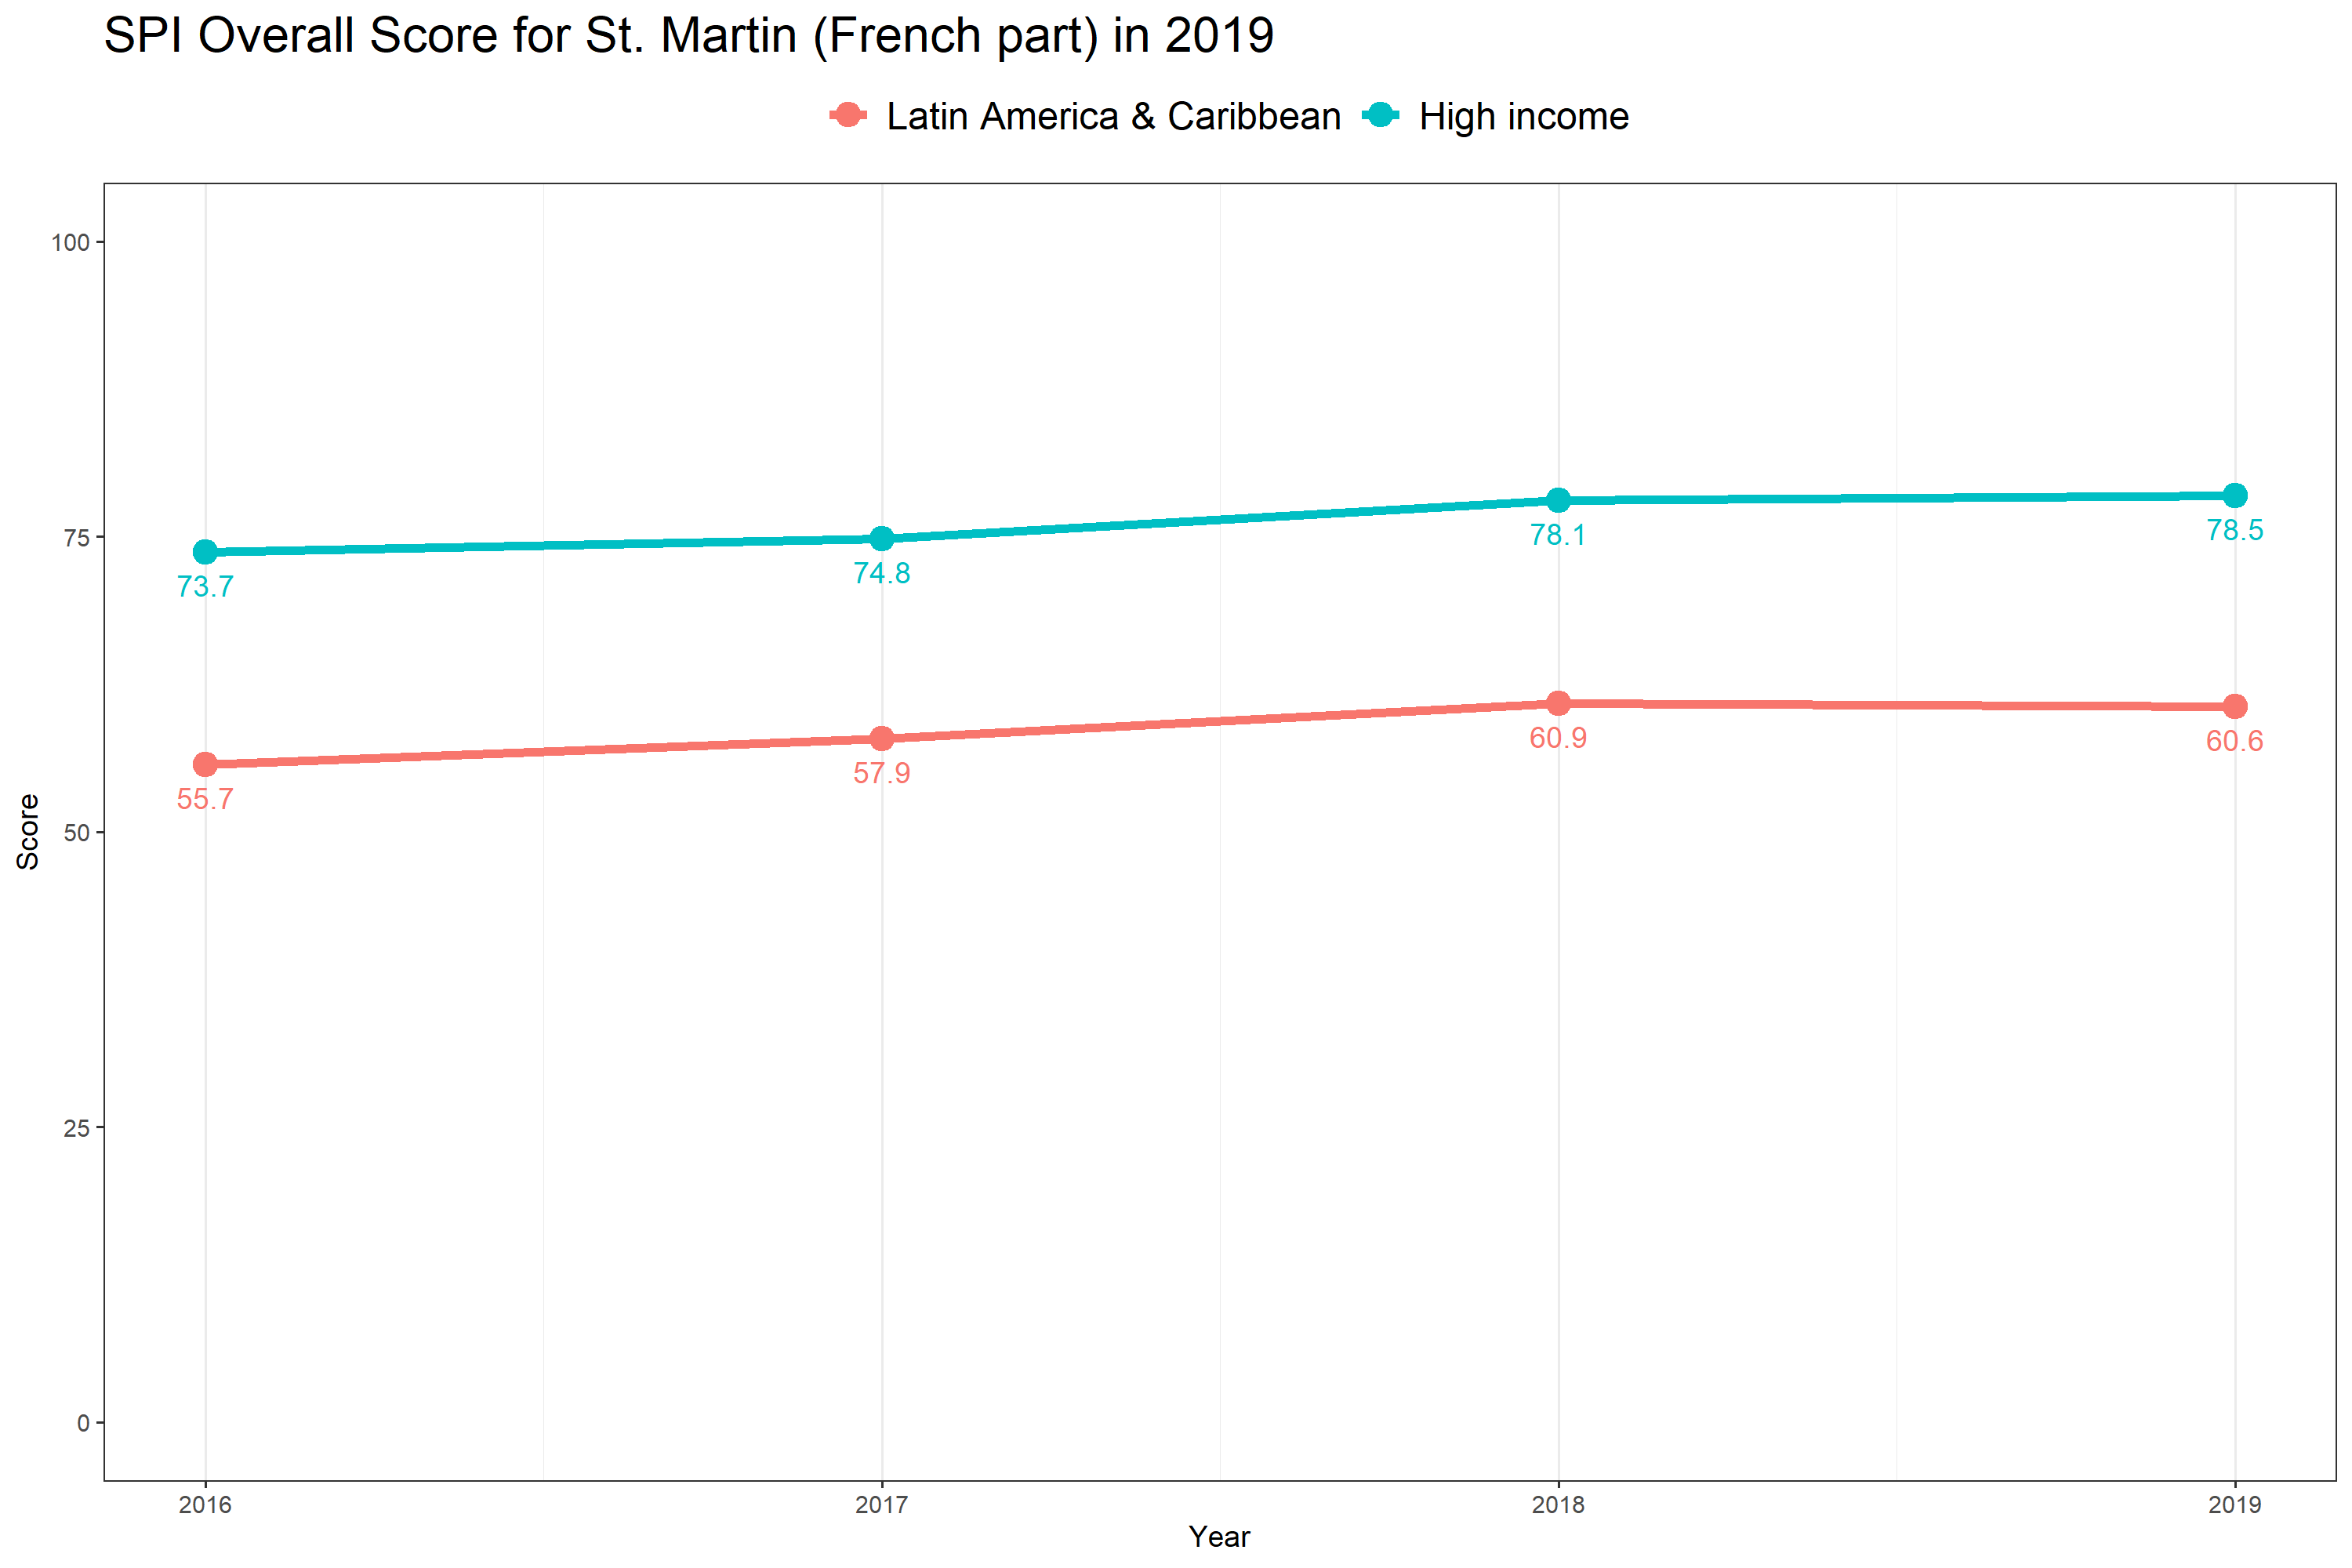 SPI Overall Score for St. Martin (French part) in 2019
Latin America & Caribbean High income
100
75
50
25
0
Score
73.7 74.8 78.1 78.5
55.7 57.9 60.9 60.6
2016 2017 2018 2019
Year